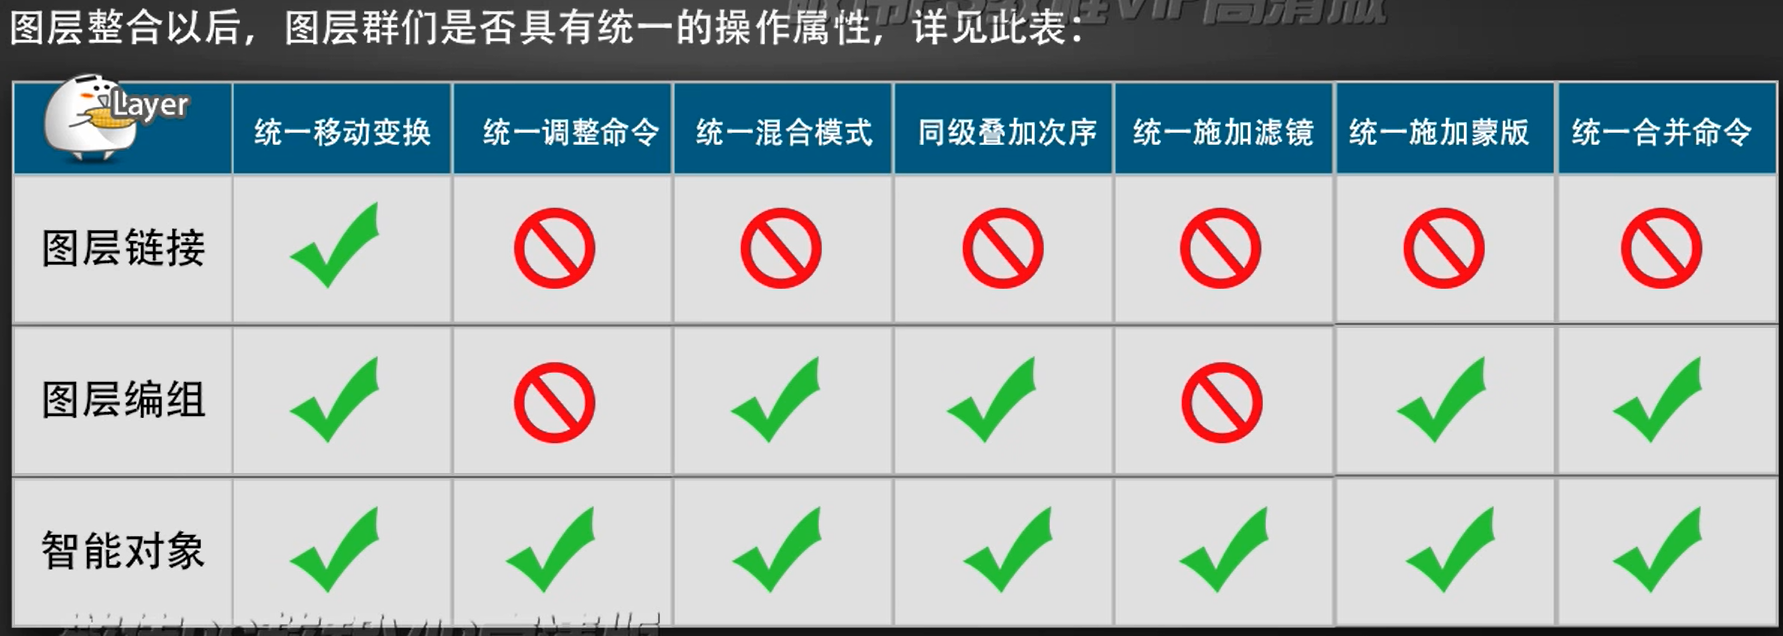 图层整合以后，图层群们是否具有统一的操作属性，详见此表：
Layer 统一移动变换 统一调整命令 统一混合模式 同级叠加次序 统一施加滤镜 统一施加蒙版 统一合并命令
图层链接
图层编组
智能对象